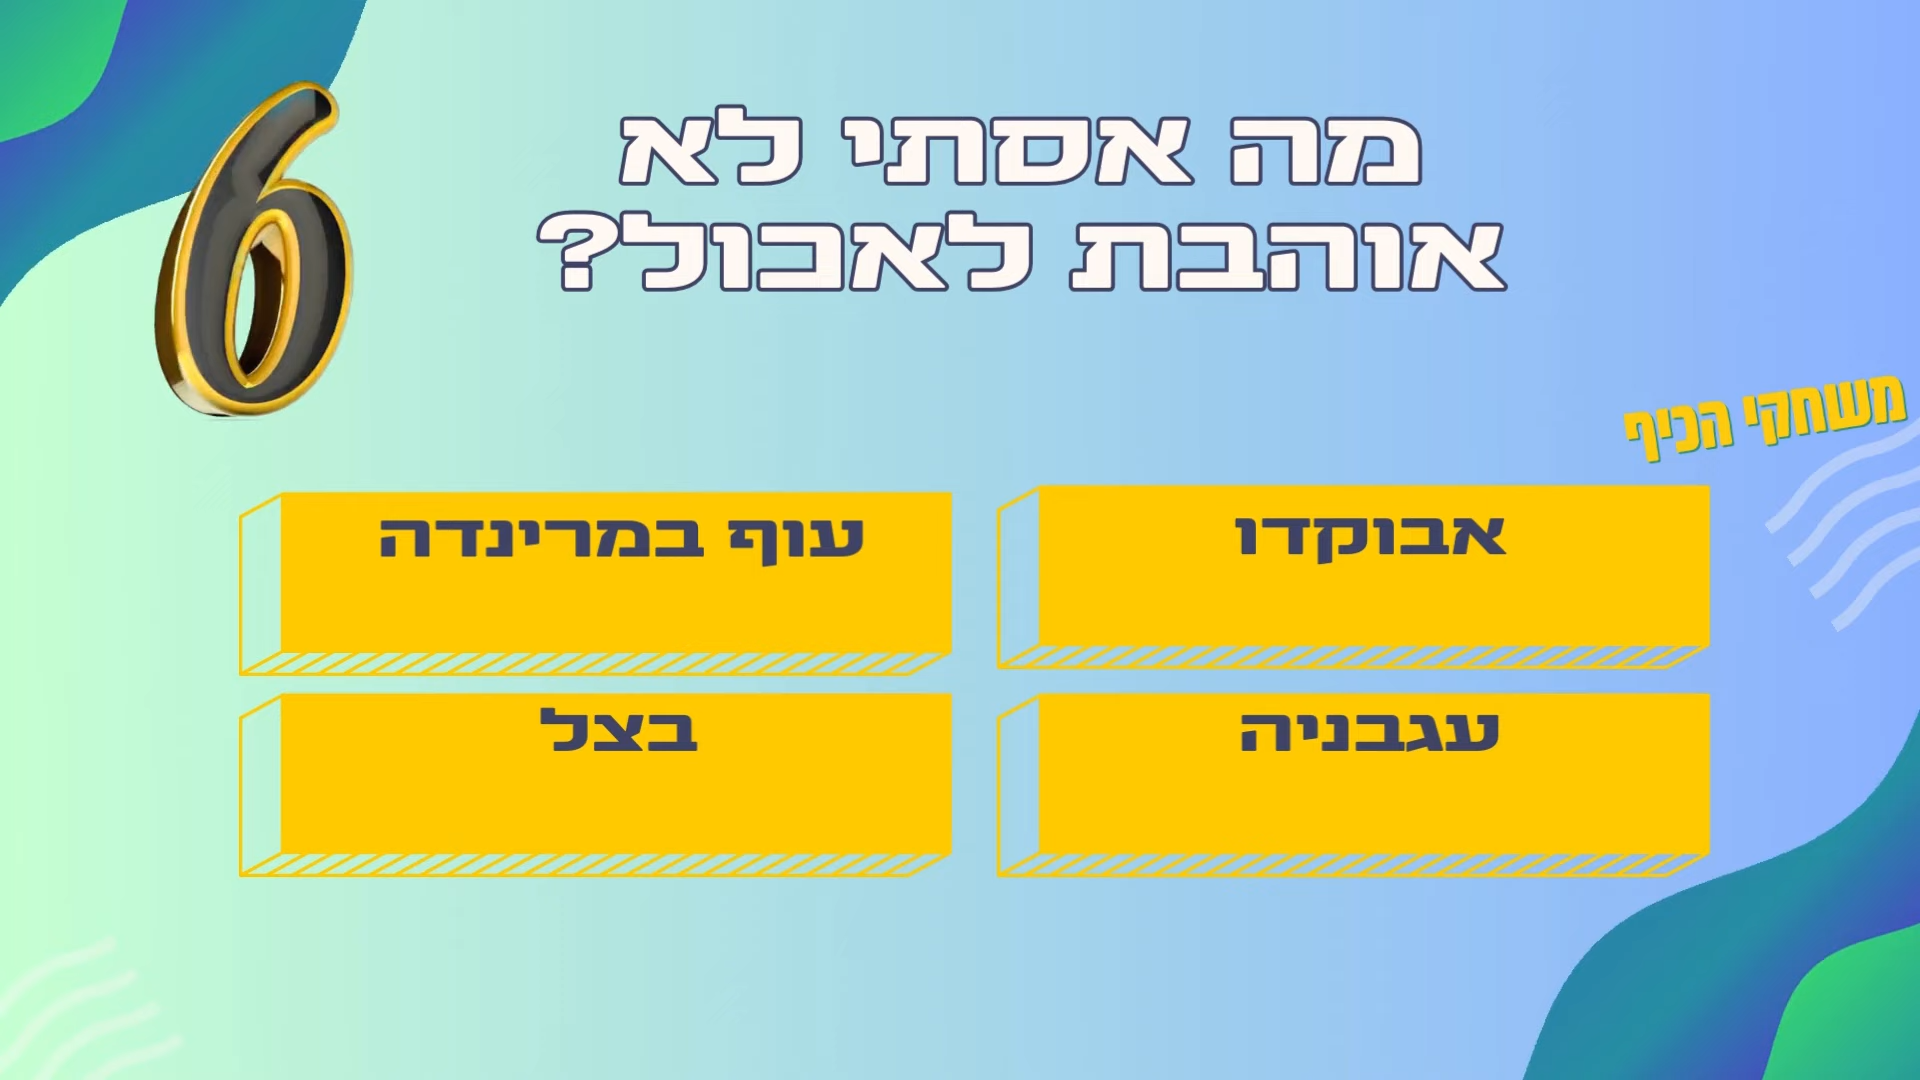 6
מה אסתי לא
אוהבת לאכול?
משחקי הכיף
אבוקדו
עוף במרינדה
עגבניה
בצל